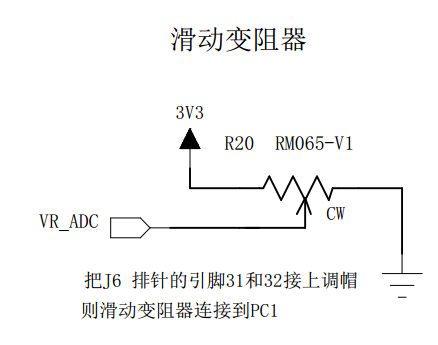 滑动变阻器
3V3
R20 RM065-V1
CW
VR_ADC
把J6 排针的引脚31和32接上调帽
则滑动变阻器连接到PC1